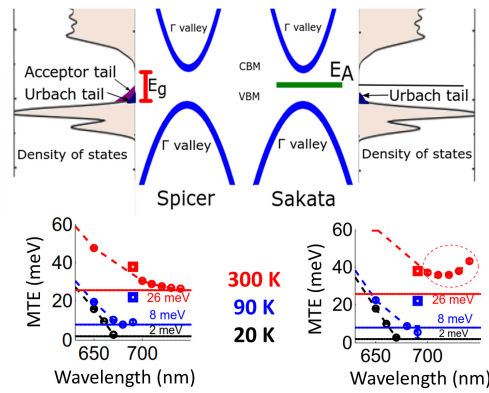 Γ valley
Γ valley
CBM
E_A
Acceptor tail
Urbach tail
E_g
VBM
Urbach tail
Γ valley
Γ valley
Density of states
Density of states
Spicer
Sakata
60
40
20
0
MTE (meV)
26 meV
8 meV
2 meV
650
700
Wavelength (nm)
300 K
90 K
20 K
60
40
20
0
MTE (meV)
26 meV
8 meV
2 meV
650
700
Wavelength (nm)